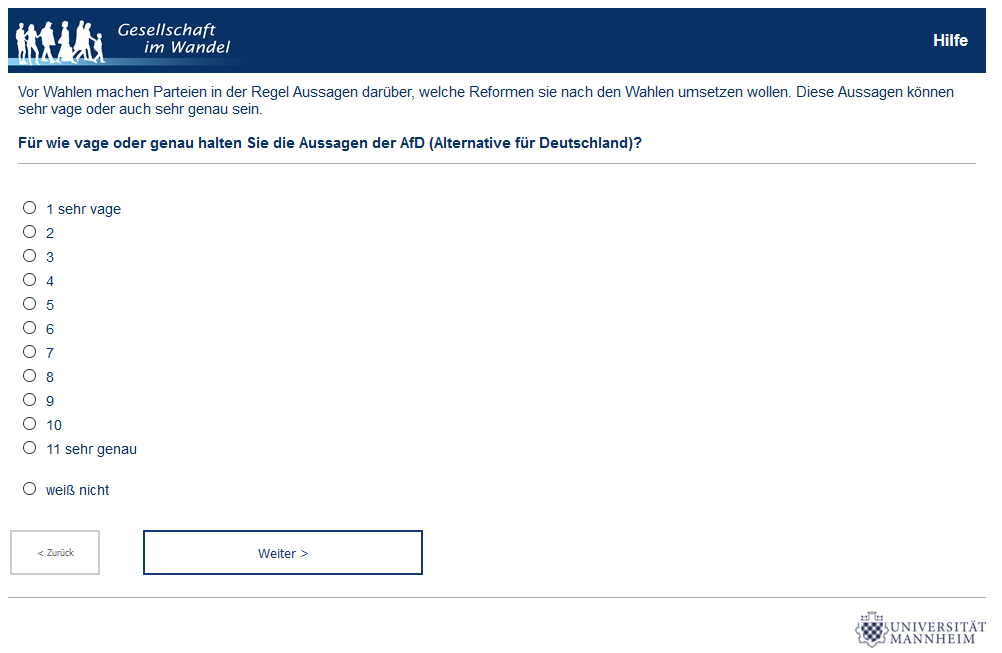 Gesellschaft
im Wandel
Hilfe
Vor Wahlen machen Parteien in der Regel Aussagen darüber, welche Reformen sie nach den Wahlen umsetzen wollen. Diese Aussagen können
sehr vage oder auch sehr genau sein.
Für wie vage oder genau halten Sie die Aussagen der AfD (Alternative für Deutschland)?
1 sehr vage
2
3
4
5
6
7
8
9
10
11 sehr genau
weiß nicht
< Zurück
Weiter >
UNIVERSITÄT
MANNHEIM